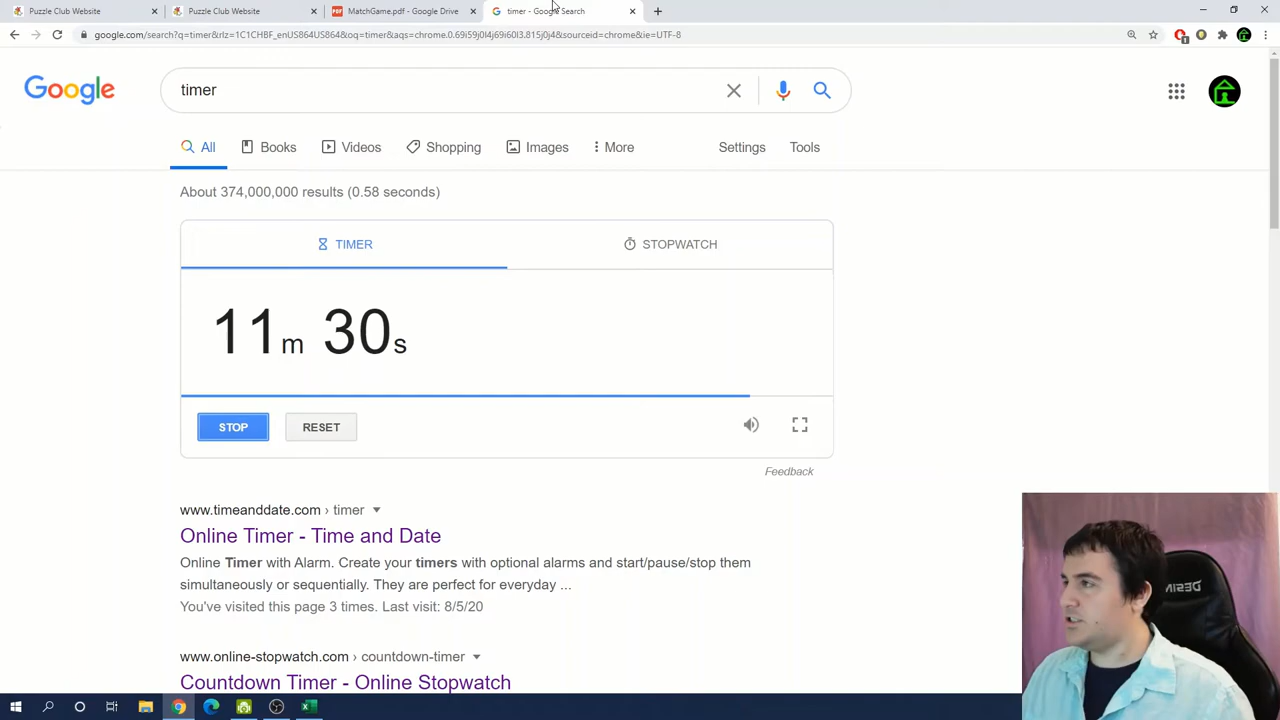 Puzzle Club Website
Puzzle Club Website
MatchGame.pdf - Google Drive
timer - Google Search
google.com/search?q=timer&rlz=1C1CHBF_enUS864US864&oq=timer&aqs=chrome.0.69i59j0l4j69i60l3.815j0j4&sourceid=chrome&ie=UTF-8
Google
timer
All
Books
Videos
Shopping
Images
More
Settings
Tools
About 374,000,000 results (0.58 seconds)
TIMER
STOPWATCH
11m 30s
STOP
RESET
Feedback
www.timeanddate.com › timer
Online Timer - Time and Date
Online Timer with Alarm. Create your timers with optional alarms and start/pause/stop them
simultaneously or sequentially. They are perfect for everyday ...
You've visited this page 3 times. Last visit: 8/5/20
www.online-stopwatch.com › countdown-timer
Countdown Timer - Online Stopwatch